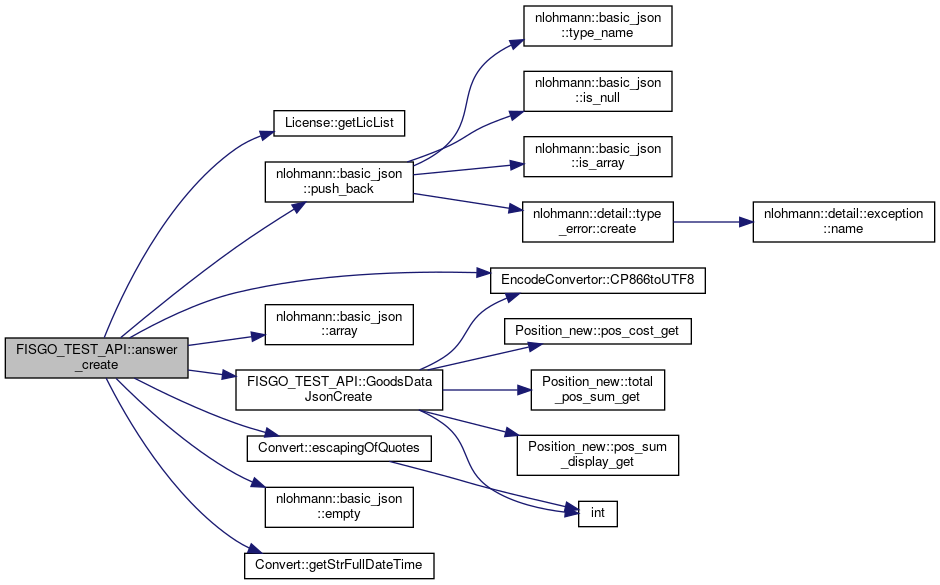 FISGO_TEST_API::answer
_create
License::getLicList
nlohmann::basic_json
::push_back
nlohmann::basic_json
::type_name
nlohmann::basic_json
::is_null
nlohmann::basic_json
::is_array
nlohmann::detail::type
_error::create
nlohmann::detail::exception
::name
EncodeConvertor::CP866toUTF8
nlohmann::basic_json
::array
FISGO_TEST_API::GoodsData
JsonCreate
Position_new::pos_cost_get
Position_new::total
_pos_sum_get
Position_new::pos_sum
_display_get
Convert::escapingOfQuotes
int
nlohmann::basic_json
::empty
Convert::getStrFullDateTime